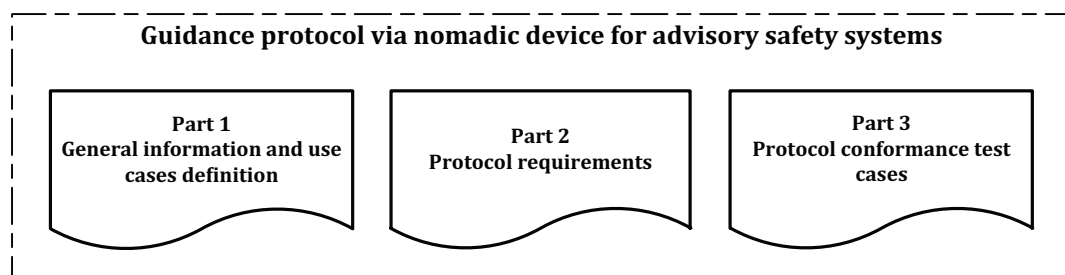 Guidance protocol via nomadic device for advisory safety systems
Part 1
General information and use
cases definition
Part 2
Protocol requirements
Part 3
Protocol conformance test
cases